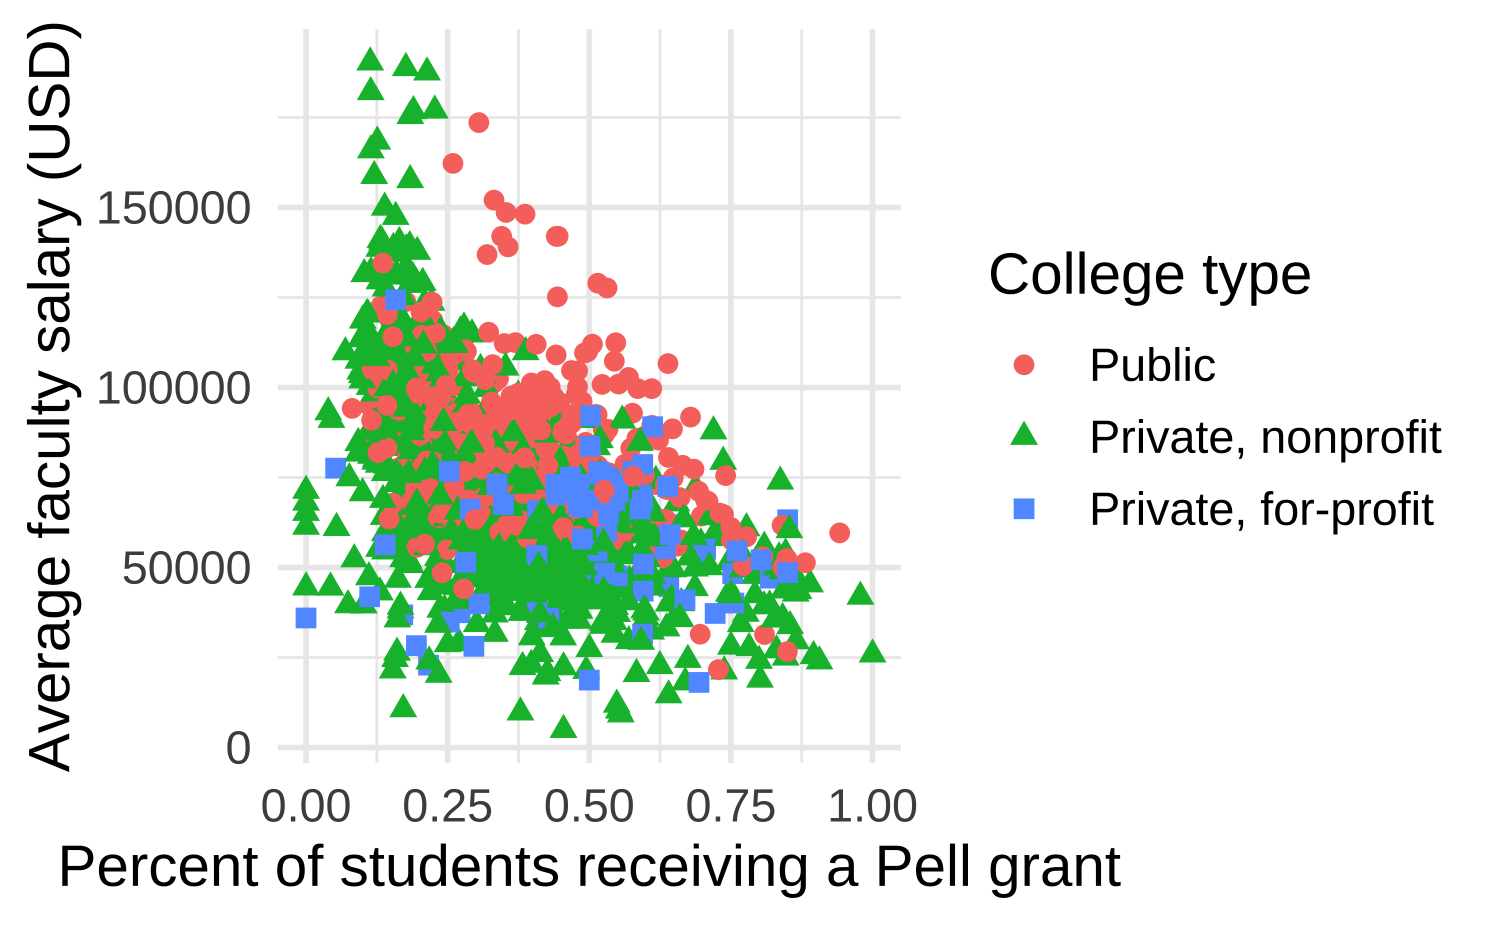 Average faculty salary (USD)
150000
100000
50000
0
0.00 0.25 0.50 0.75 1.00
Percent of students receiving a Pell grant
College type
Public
Private, nonprofit
Private, for-profit